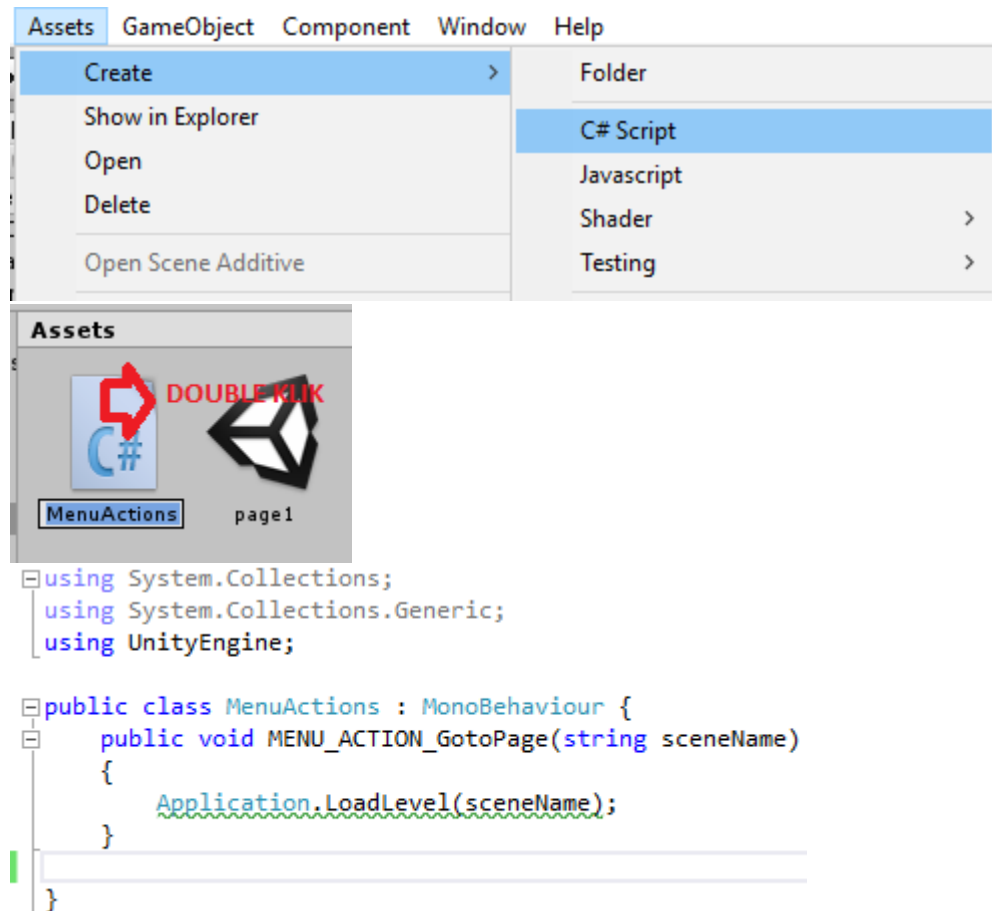 Assets GameObject Component Window Help
Create > Folder
Show in Explorer C# Script
Open Javascript
Delete Shader >
Open Scene Additive Testing >
Assets
DOUBLE KLIK
C#
MenuActions page1
using System.Collections;
using System.Collections.Generic;
using UnityEngine;
public class MenuActions : MonoBehaviour {
public void MENU_ACTION_GotoPage(string sceneName)
{
Application.LoadLevel(sceneName);
}
}